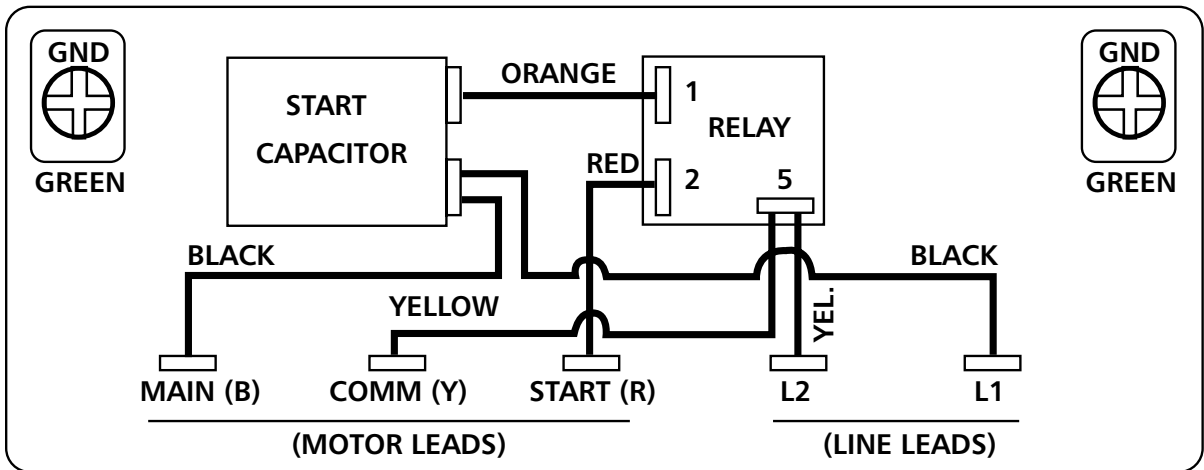 GND
GREEN
START
CAPACITOR
ORANGE
RED
1
RELAY
2
5
GND
GREEN
BLACK
BLACK
YELLOW
YEL.
MAIN (B)
COMM (Y)
START (R)
L2
L1
(MOTOR LEADS)
(LINE LEADS)